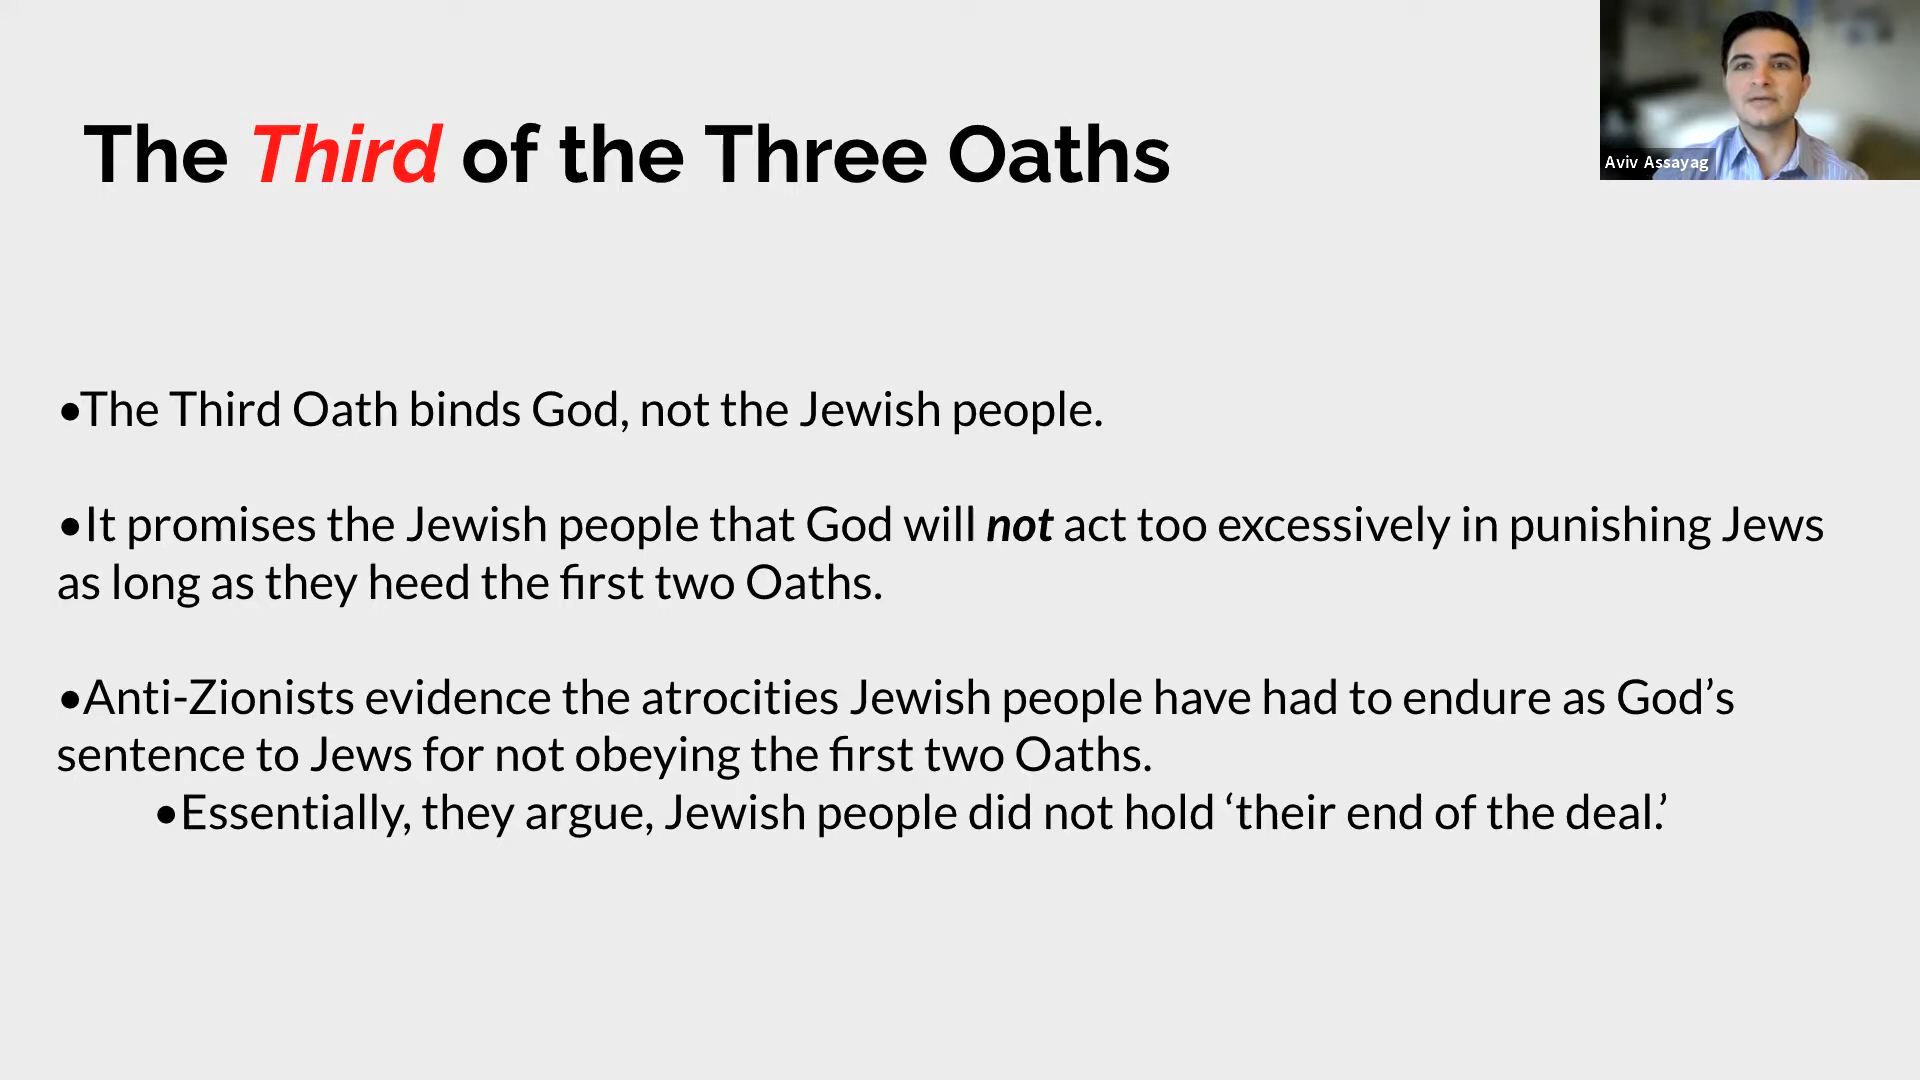 The Third of the Three Oaths
Aviv Assayag
•The Third Oath binds God, not the Jewish people.
•It promises the Jewish people that God will not act too excessively in punishing Jews
as long as they heed the first two Oaths.
•Anti-Zionists evidence the atrocities Jewish people have had to endure as God’s
sentence to Jews for not obeying the first two Oaths.
•Essentially, they argue, Jewish people did not hold ‘their end of the deal.’